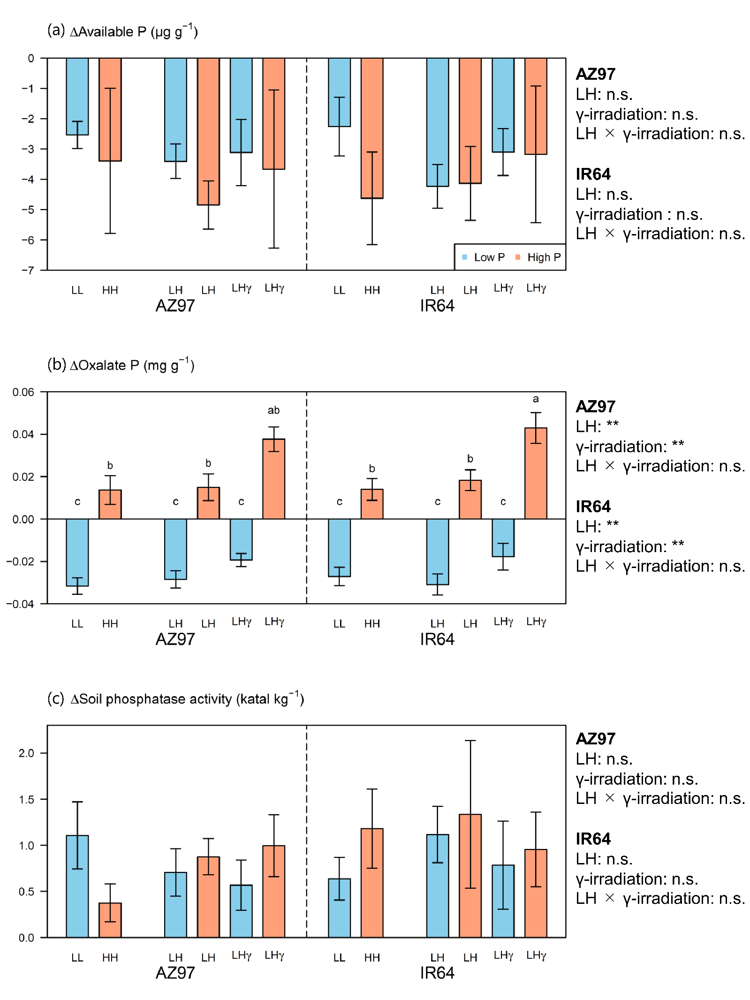 (a) ΔAvailable P (µg g⁻¹)
0
−1
−2
−3
−4
−5
−6
−7
Low P High P
LL HH LH LH LHγ LHγ LL HH LH LH LHγ LHγ
AZ97 IR64
AZ97
LH: n.s.
γ-irradiation: n.s.
LH × γ-irradiation: n.s.
IR64
LH: n.s.
γ-irradiation : n.s.
LH × γ-irradiation: n.s.
(b) ΔOxalate P (mg g⁻¹)
0.06
0.04
0.02
0.00
−0.02
−0.04
c b c b c ab c b c b c a
LL HH LH LH LHγ LHγ LL HH LH LH LHγ LHγ
AZ97 IR64
AZ97
LH: **
γ-irradiation: **
LH × γ-irradiation: n.s.
IR64
LH: **
γ-irradiation: **
LH × γ-irradiation: n.s.
(c) ΔSoil phosphatase activity (katal kg⁻¹)
2.0
1.5
1.0
0.5
0.0
LL HH LH LH LHγ LHγ LL HH LH LH LHγ LHγ
AZ97 IR64
AZ97
LH: n.s.
γ-irradiation: n.s.
LH × γ-irradiation: n.s.
IR64
LH: n.s.
γ-irradiation: n.s.
LH × γ-irradiation: n.s.